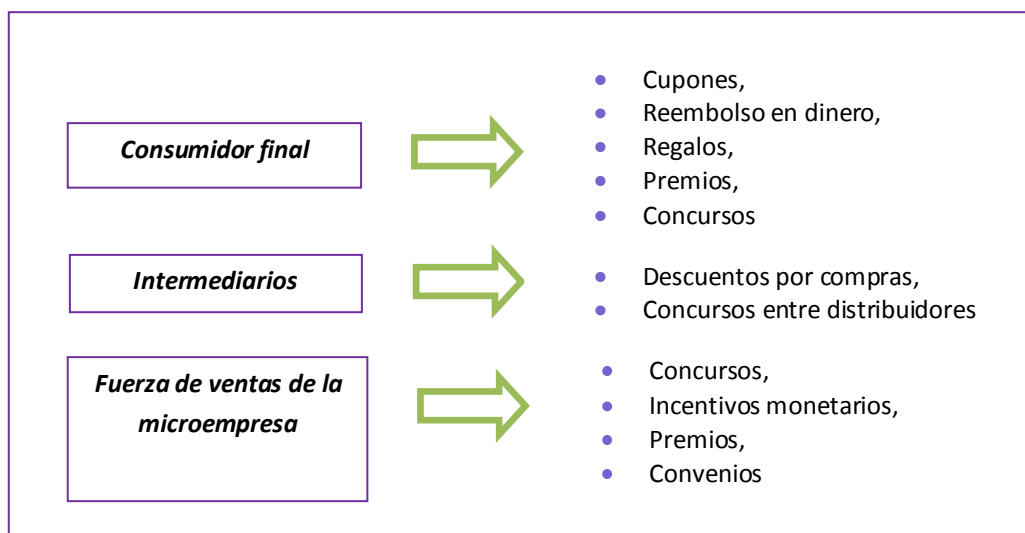 Consumidor final
Cupones,
Reembolso en dinero,
Regalos,
Premios,
Concursos
Intermediarios
Descuentos por compras,
Concursos entre distribuidores
Fuerza de ventas de la
microempresa
Concursos,
Incentivos monetarios,
Premios,
Convenios